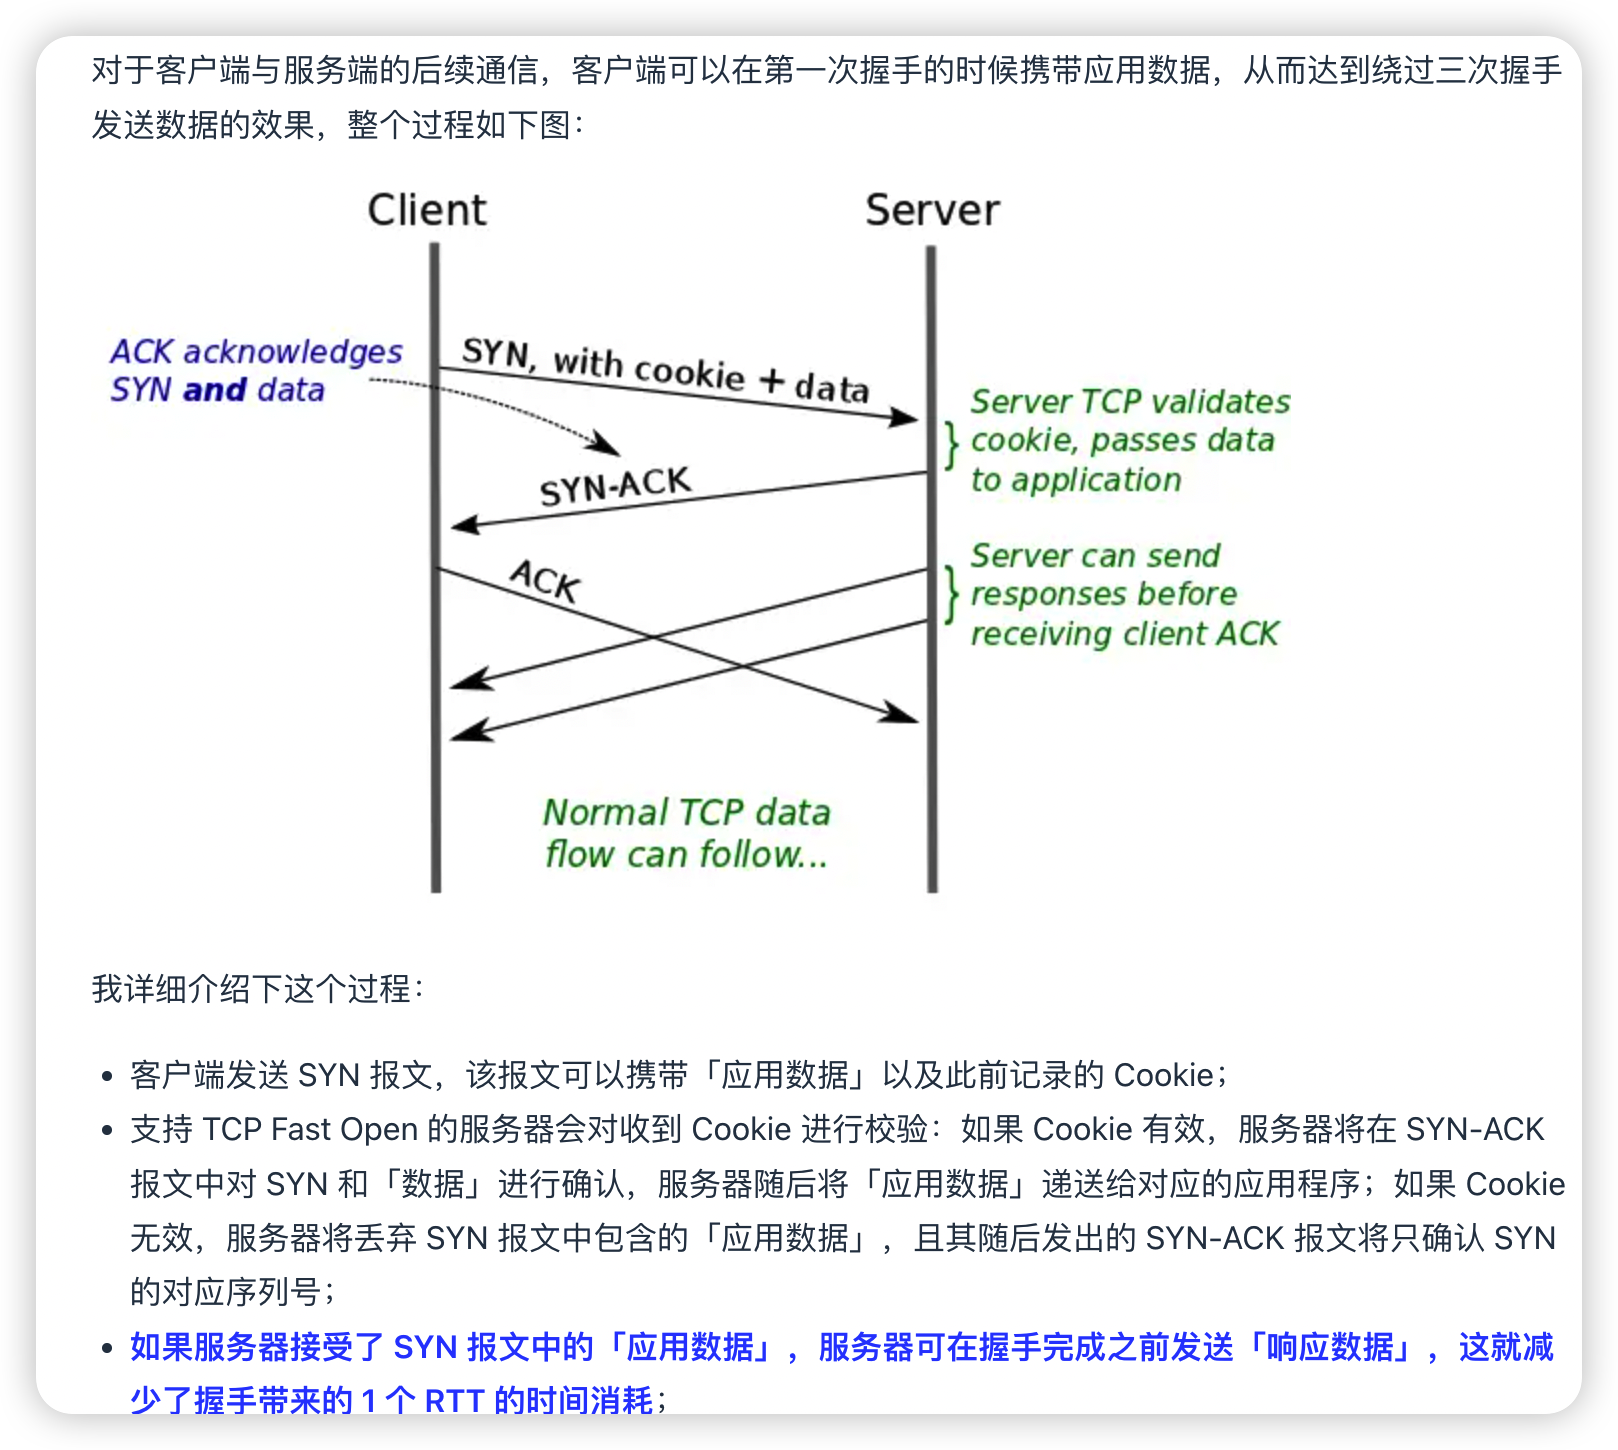 对于客户端与服务端的后续通信，客户端可以在第一次握手的时候携带应用数据，从而达到绕过三次握手
发送数据的效果，整个过程如下图：
Client
Server
ACK acknowledges
SYN and data
SYN, with cookie + data
Server TCP validates
cookie, passes data
to application
SYN-ACK
ACK
Server can send
responses before
receiving client ACK
Normal TCP data
flow can follow...
我详细介绍下这个过程：
• 客户端发送 SYN 报文，该报文可以携带「应用数据」以及此前记录的 Cookie；
• 支持 TCP Fast Open 的服务器会对收到 Cookie 进行校验：如果 Cookie 有效，服务器将在 SYN-ACK
报文中对 SYN 和「数据」进行确认，服务器随后将「应用数据」递送给对应的应用程序；如果 Cookie
无效，服务器将丢弃 SYN 报文中包含的「应用数据」，且其随后发出的 SYN-ACK 报文将只确认 SYN
的对应序列号；
• 如果服务器接受了 SYN 报文中的「应用数据」，服务器可在握手完成之前发送「响应数据」，这就减
少了握手带来的 1 个 RTT 的时间消耗；